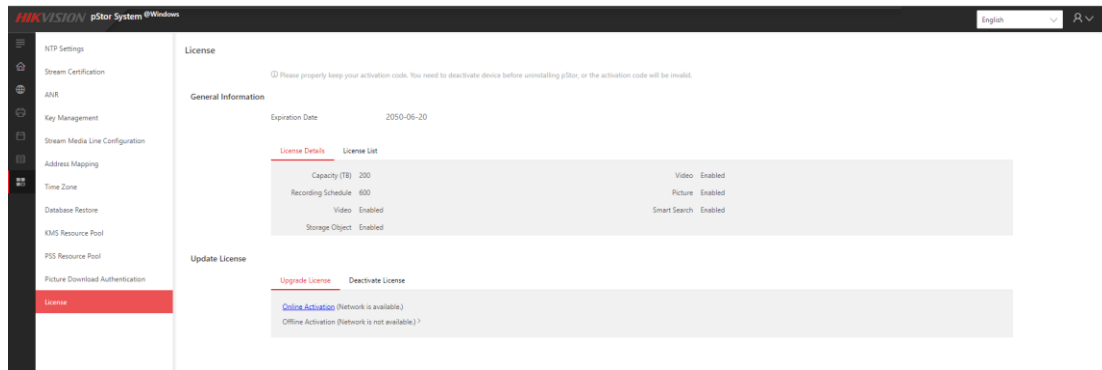 HIKVISION pStor System @Windows
English
NTP Settings
Stream Certification
ANR
Key Management
Stream Media Line Configuration
Address Mapping
Time Zone
Database Restore
KMS Resource Pool
PSS Resource Pool
Picture Download Authentication
License
License
Please properly keep your activation code. You need to deactivate device before uninstalling pStor, or the activation code will be invalid.
General Information
Expiration Date 2050-06-20
License Details License List
Capacity (TB) 200 Video Enabled
Recording Schedule 600 Picture Enabled
Video Enabled Smart Search Enabled
Storage Object Enabled
Update License
Upgrade License Deactivate License
Online Activation (Network is available.)
Offline Activation (Network is not available.) ?